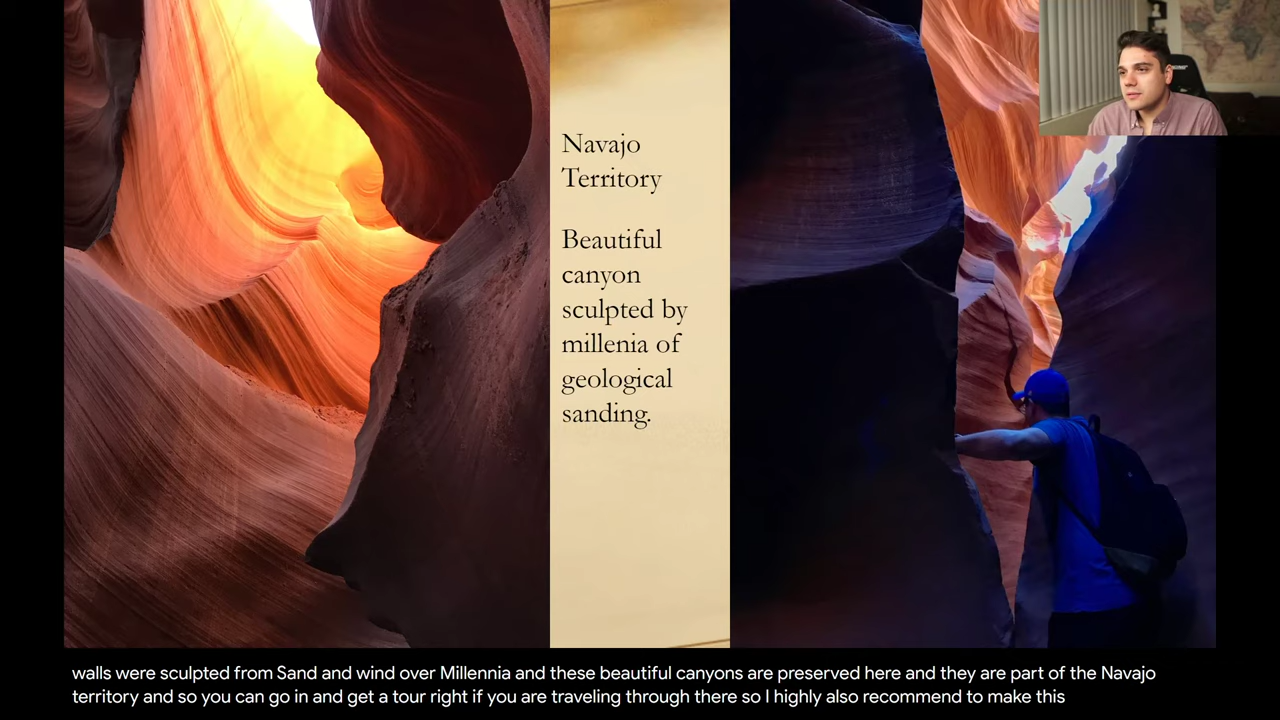 Navajo
Territory
Beautiful
canyon
sculpted by
millenia of
geological
sanding.
walls were sculpted from Sand and wind over Millennia and these beautiful canyons are preserved here and they are part of the Navajo
territory and so you can go in and get a tour right if you are traveling through there so I highly also recommend to make this